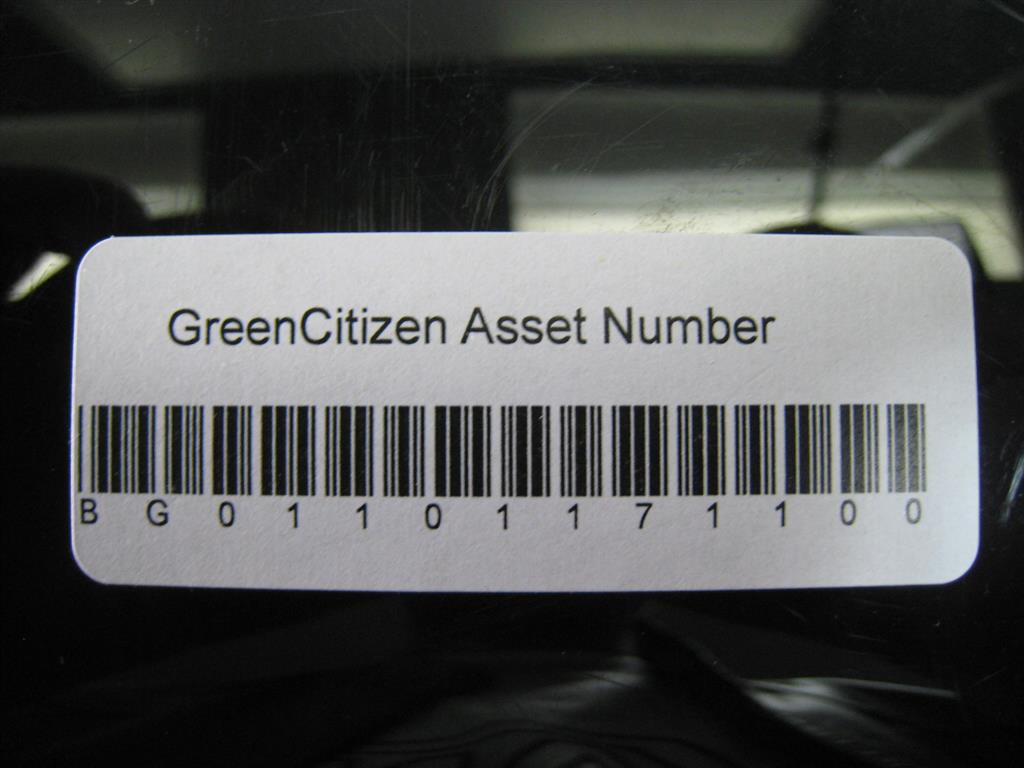 GreenCitizen Asset Number
B G 0 1 1 0 1 1 7 1 1 0 0